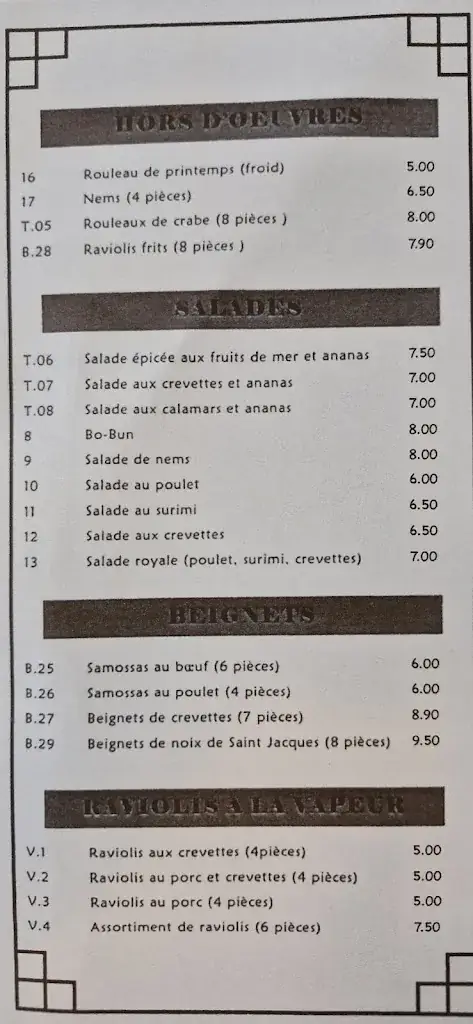 HORS D'OEUVRES
16 Rouleau de printemps (froid) 5.00
17 Nems (4 pièces) 6.50
T.05 Rouleaux de crabe (8 pièces ) 8.00
B.28 Raviolis frits (8 pièces ) 7.90
SALADES
T.06 Salade épicée aux fruits de mer et ananas 7.50
T.07 Salade aux crevettes et ananas 7.00
T.08 Salade aux calamars et ananas 7.00
8 Bo-Bun 8.00
9 Salade de nems 8.00
10 Salade au poulet 6.00
11 Salade au surimi 6.50
12 Salade aux crevettes 6.50
13 Salade royale (poulet, surimi, crevettes) 7.00
BEIGNETS
B.25 Samossas au bœuf (6 pièces) 6.00
B.26 Samossas au poulet (4 pièces) 6.00
B.27 Beignets de crevettes (7 pièces) 8.90
B.29 Beignets de noix de Saint Jacques (8 pièces) 9.50
RAVIOLIS A LA VAPEUR
V.1 Raviolis aux crevettes (4pièces) 5.00
V.2 Raviolis au porc et crevettes (4 pièces) 5.00
V.3 Raviolis au porc (4 pièces) 5.00
V.4 Assortiment de raviolis (6 pièces) 7.50